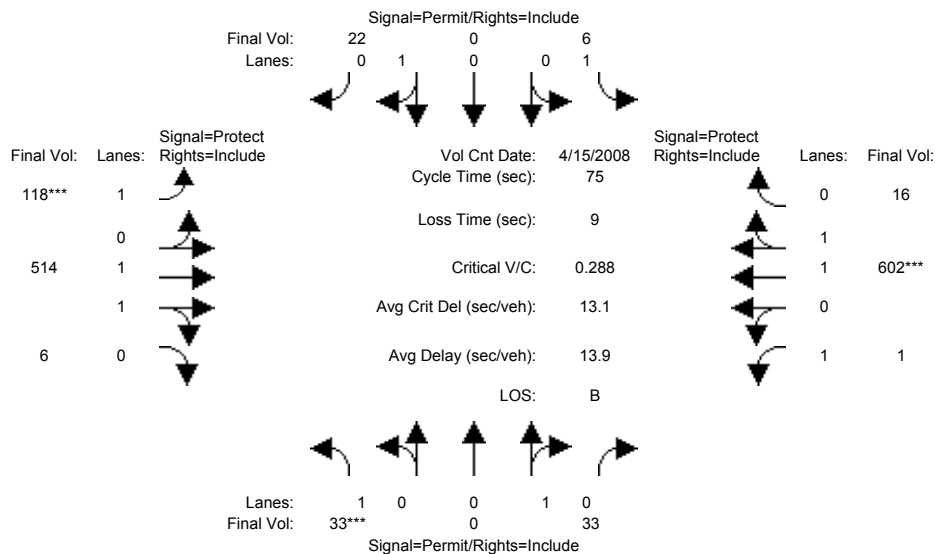 Signal=Permit/Rights=Include
Final Vol: 22 0 6
Lanes: 0 1 0 0 1
Signal=Protect Signal=Protect
Final Vol: Lanes: Rights=Include Vol Cnt Date: 4/15/2008 Rights=Include Lanes: Final Vol:
Cycle Time (sec): 75
118*** 1 0 16
Loss Time (sec): 9
0 1
514 1 Critical V/C: 0.288 1 602***
1 Avg Crit Del (sec/veh): 13.1 0
6 0 Avg Delay (sec/veh): 13.9 1 1
LOS: B
Lanes: 1 0 0 1 0
Final Vol: 33*** 0 33
Signal=Permit/Rights=Include